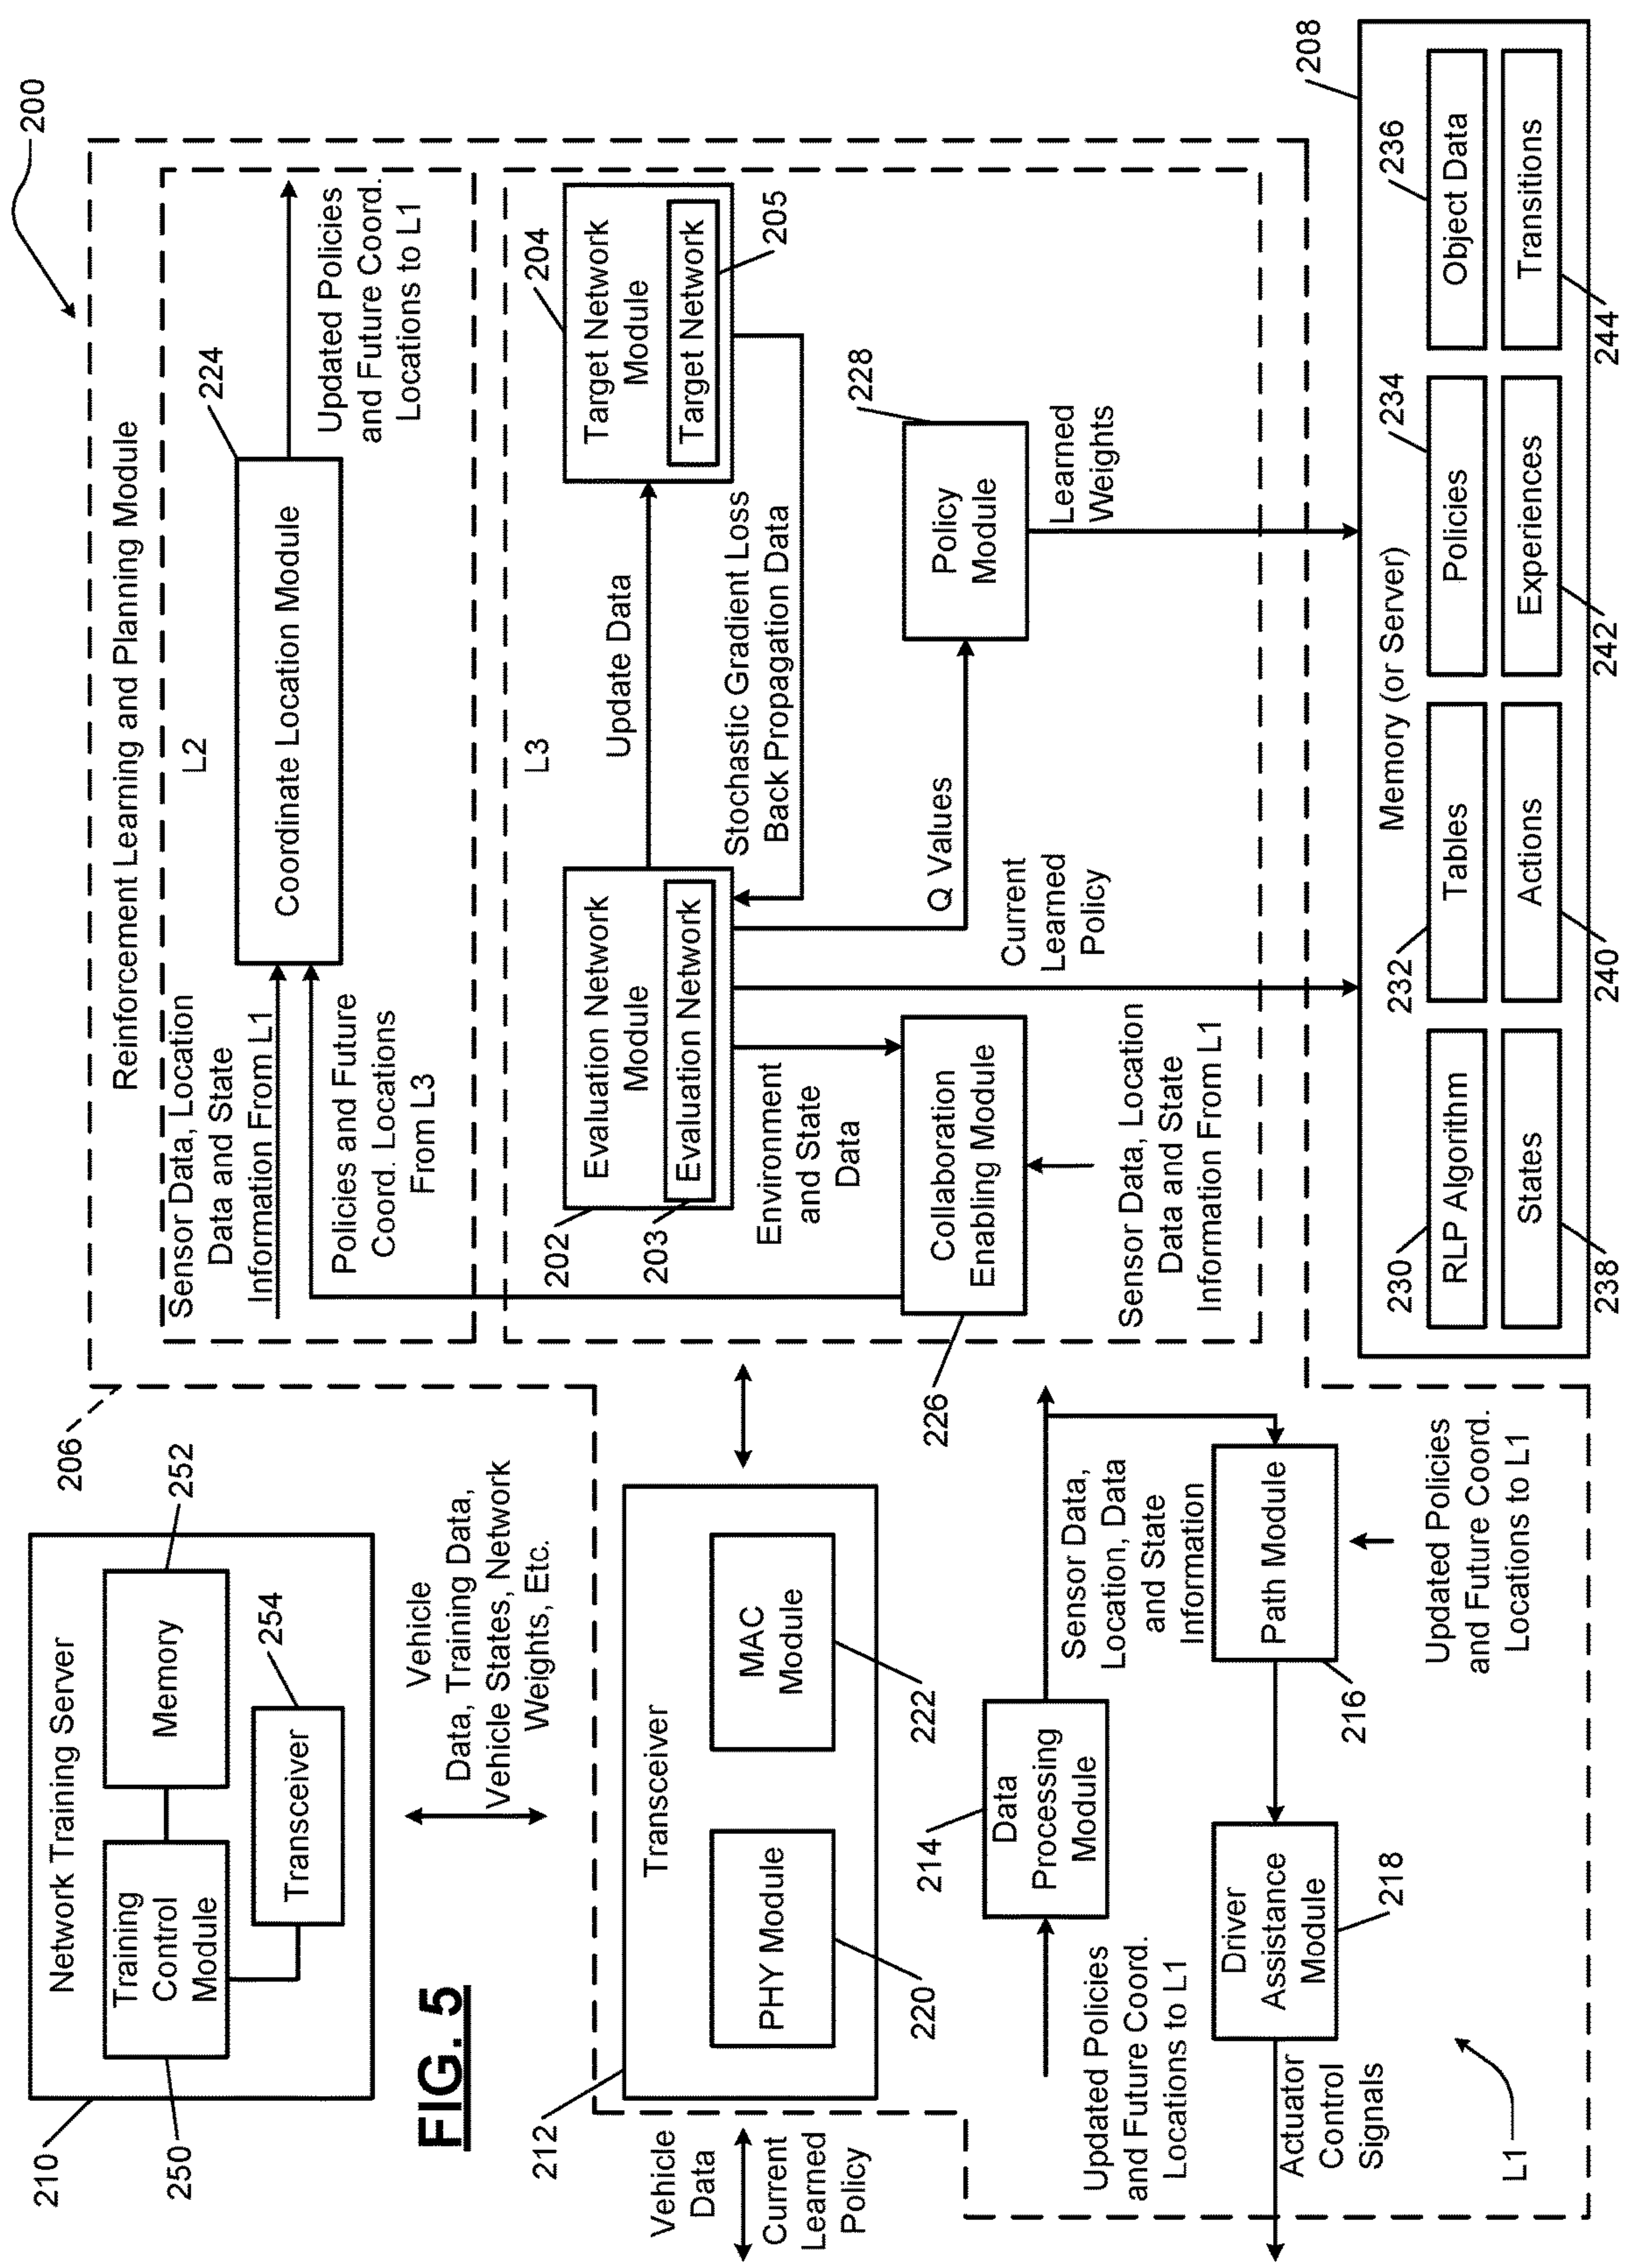 200
Reinforcement Learning and Planning Module
206
L2
Sensor Data, Location
Data and State
Information From L1
Policies and Future
Coord. Locations
From L3
Coordinate Location Module
224
Updated Policies
and Future Coord.
Locations to L1
L3
Evaluation Network
Module
Evaluation Network
202
203
Update Data
Target Network
Module
Target Network
204
205
Stochastic Gradient Loss
Back Propagation Data
Environment
and State
Data
Q Values
Current
Learned
Policy
Policy
Module
228
Learned
Weights
Collaboration
Enabling Module
226
Sensor Data, Location
Data and State
Information From L1
Memory (or Server)
208
230
RLP Algorithm
232
Tables
234
Policies
236
Object Data
States
238
Actions
240
Experiences
242
Transitions
244
Network Training Server
210
Training
Control
Module
250
Memory
252
Transceiver
254
Vehicle
Data, Training Data,
Vehicle States, Network
Weights, Etc.
FIG. 5
212
Transceiver
PHY Module
220
MAC
Module
222
Vehicle
Data
Current
Learned
Policy
214
Data
Processing
Module
Updated Policies
and Future Coord.
Locations to L1
Sensor Data,
Location, Data
and State
Information
Path Module
216
Updated Policies
and Future Coord.
Locations to L1
Driver
Assistance
Module
218
Actuator
Control
Signals
L1